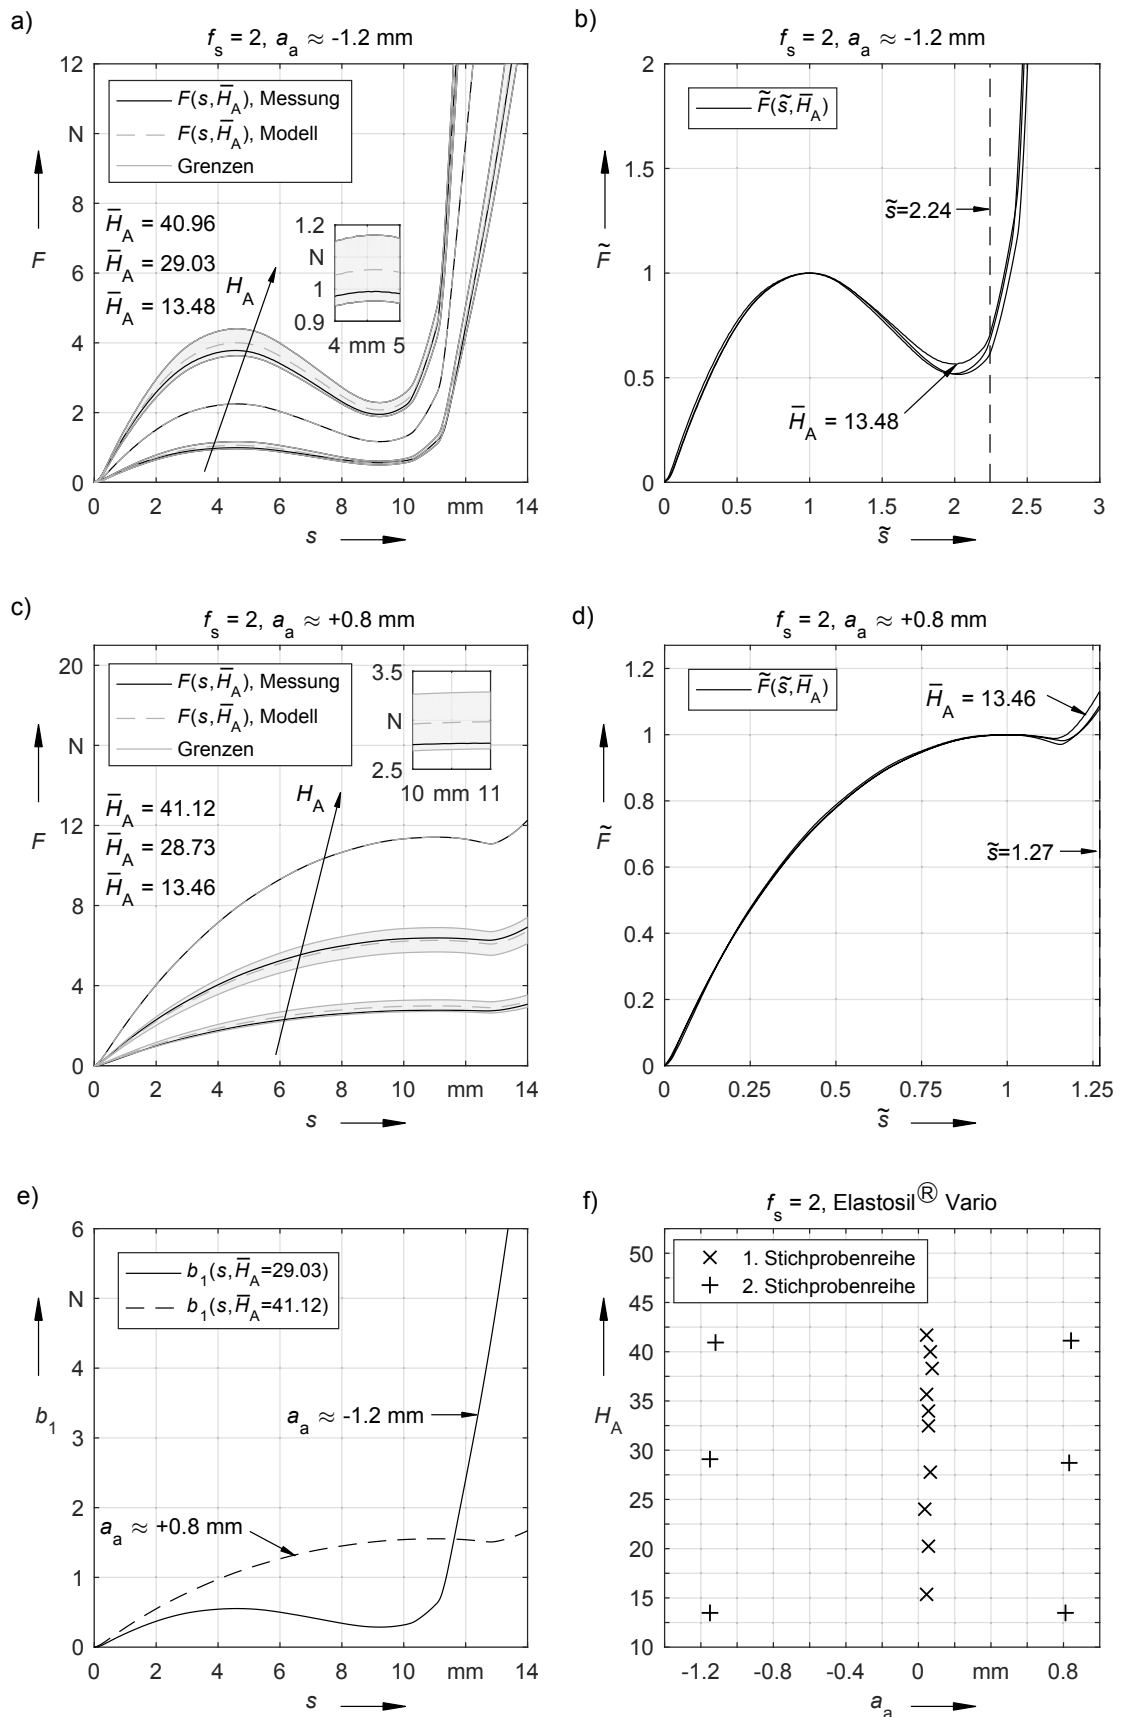 a)
f_s = 2, a_a ≈ -1.2 mm
12
N
8
6
4
2
0
F
F(s,H̅_A), Messung
F(s,H̅_A), Modell
Grenzen
H̅_A = 40.96
H̅_A = 29.03
H̅_A = 13.48
H_A
1.2
N
1
0.9
4 mm 5
0 2 4 6 8 10 mm 14
s
b)
f_s = 2, a_a ≈ -1.2 mm
2
1.5
1
0.5
0
F̃
F̃(s̃,H̅_A)
s̃=2.24
H̅_A = 13.48
0 0.5 1 1.5 2 2.5 3
s̃
c)
f_s = 2, a_a ≈ +0.8 mm
20
N
12
8
4
0
F
F(s,H̅_A), Messung
F(s,H̅_A), Modell
Grenzen
H̅_A = 41.12
H̅_A = 28.73
H̅_A = 13.46
H_A
3.5
N
2.5
10 mm 11
0 2 4 6 8 10 mm 14
s
d)
f_s = 2, a_a ≈ +0.8 mm
1.2
1
0.8
0.6
0.4
0.2
0
F̃
F̃(s̃,H̅_A)
H̅_A = 13.46
s̃=1.27
0 0.25 0.5 0.75 1 1.25
s̃
e)
6
N
4
3
2
1
0
b_1
b_1(s,H̅_A=29.03)
b_1(s,H̅_A=41.12)
a_a ≈ -1.2 mm
a_a ≈ +0.8 mm
0 2 4 6 8 10 mm 14
s
f)
f_s = 2, Elastosil® Vario
50
45
40
35
30
25
20
15
10
H_A
1. Stichprobenreihe
2. Stichprobenreihe
-1.2 -0.8 -0.4 0 mm 0.8
a_a